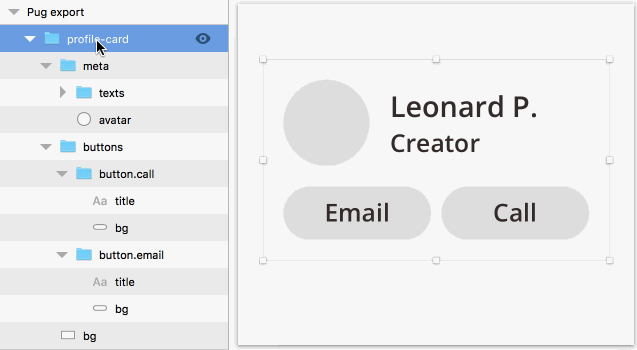 Pug export
profile-card
meta
texts
avatar
buttons
button.call
Aa title
bg
button.email
Aa title
bg
bg
Leonard P.
Creator
Email
Call